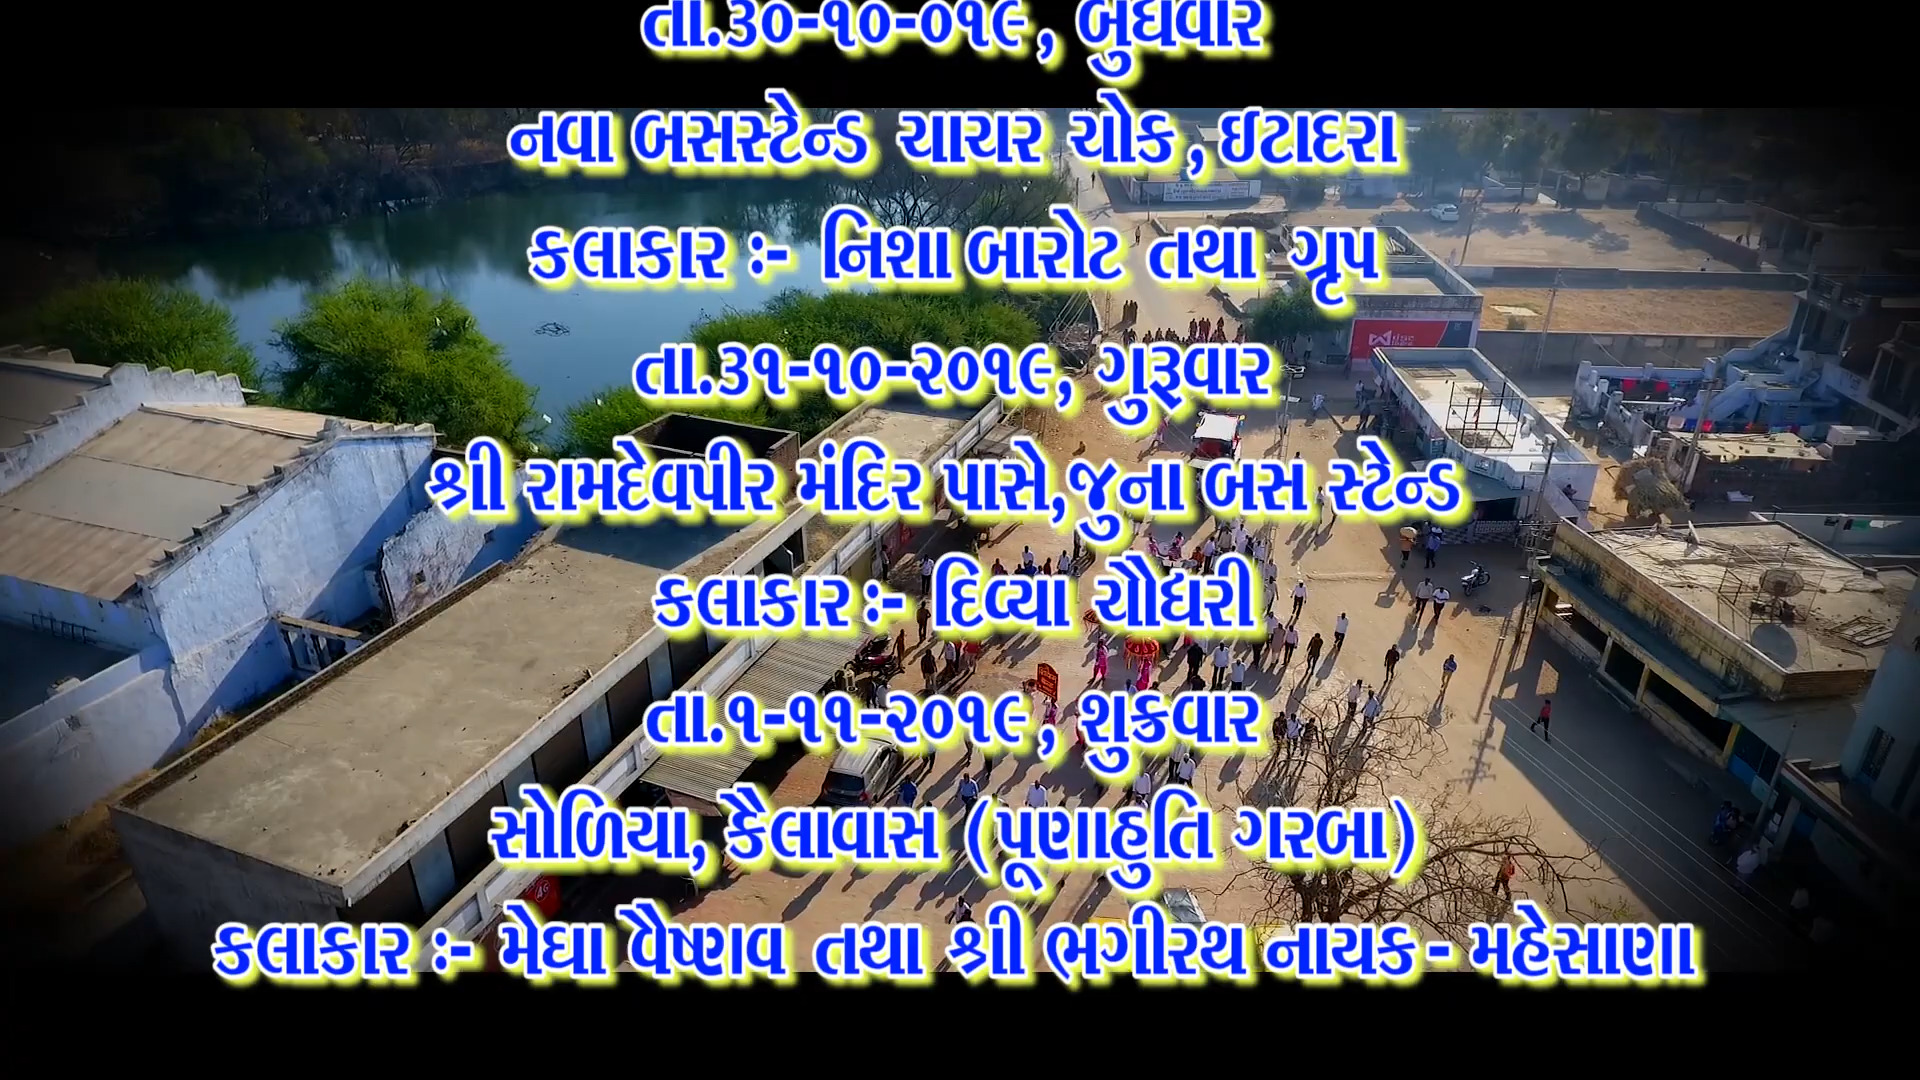 તા.૩૦-૧૦-૦૧૯, બુધવાર
નવા બસસ્ટેન્ડ ચાચર ચોક, ઇટાદરા
કલાકાર :- નિશા બારોટ તથા ગૃપ
તા.૩૧-૧૦-૨૦૧૯, ગુરૂવાર
શ્રી રામદેવપીર મંદિર પાસે,જુના બસ સ્ટેન્ડ
કલાકાર :- દિવ્યા ચૌધરી
તા.૧-૧૧-૨૦૧૯, શુક્રવાર
સોળિયા, કૈલાવાસ (પૂણાહુતિ ગરબા)
કલાકાર :- મેઘા વૈષ્ણવ તથા શ્રી ભગીરથ નાયક - મહેસાણા